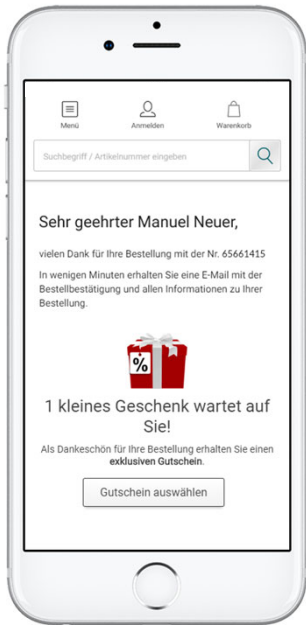 Menü
Anmelden
Warenkorb
Suchbegriff / Artikelnummer eingeben
Sehr geehrter Manuel Neuer,
vielen Dank für Ihre Bestellung mit der Nr. 65661415
In wenigen Minuten erhalten Sie eine E-Mail mit der
Bestellbestätigung und allen Informationen zu Ihrer
Bestellung.
%
1 kleines Geschenk wartet auf
Sie!
Als Dankeschön für Ihre Bestellung erhalten Sie einen
exklusiven Gutschein.
Gutschein auswählen